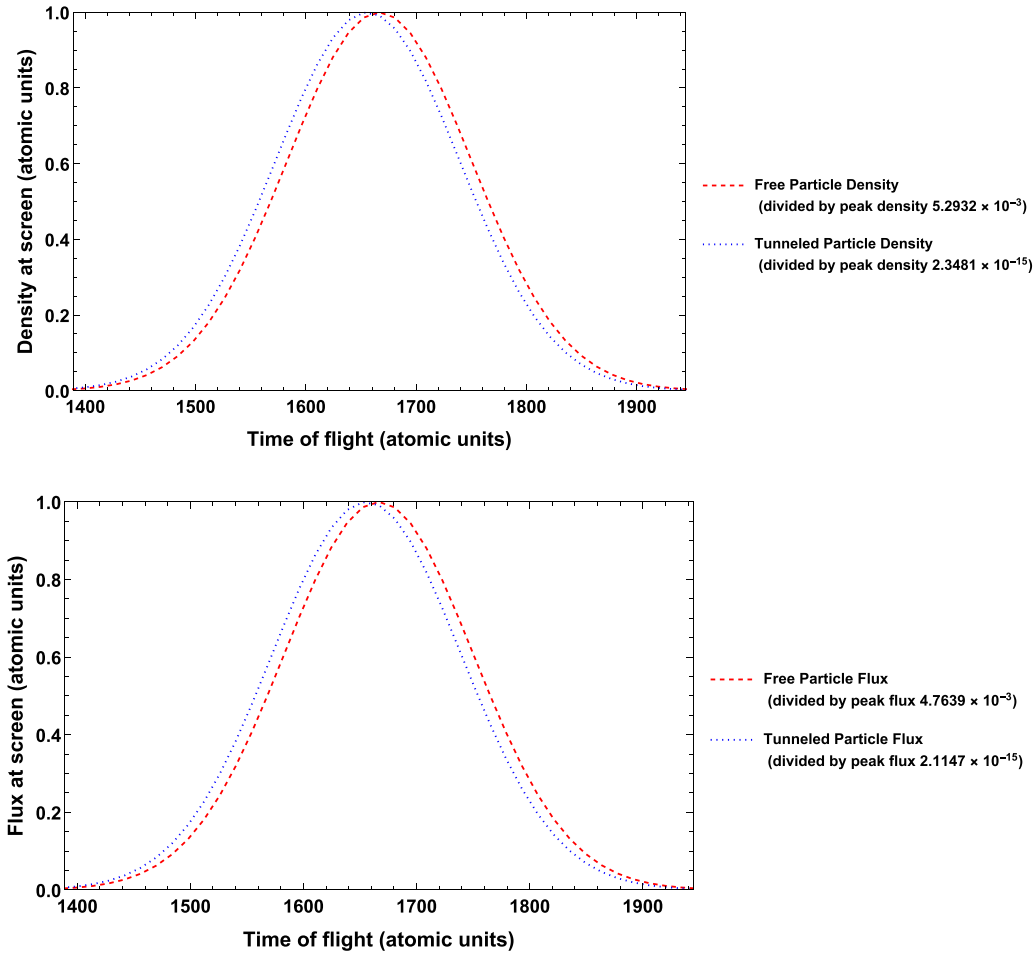 Density at screen (atomic units)
1.0
0.8
0.6
0.4
0.2
0.0
1400 1500 1600 1700 1800 1900
Time of flight (atomic units)
Free Particle Density
(divided by peak density 5.2932 × 10⁻³)
Tunneled Particle Density
(divided by peak density 2.3481 × 10⁻¹⁵)
Flux at screen (atomic units)
1.0
0.8
0.6
0.4
0.2
0.0
1400 1500 1600 1700 1800 1900
Time of flight (atomic units)
Free Particle Flux
(divided by peak flux 4.7639 × 10⁻³)
Tunneled Particle Flux
(divided by peak flux 2.1147 × 10⁻¹⁵)